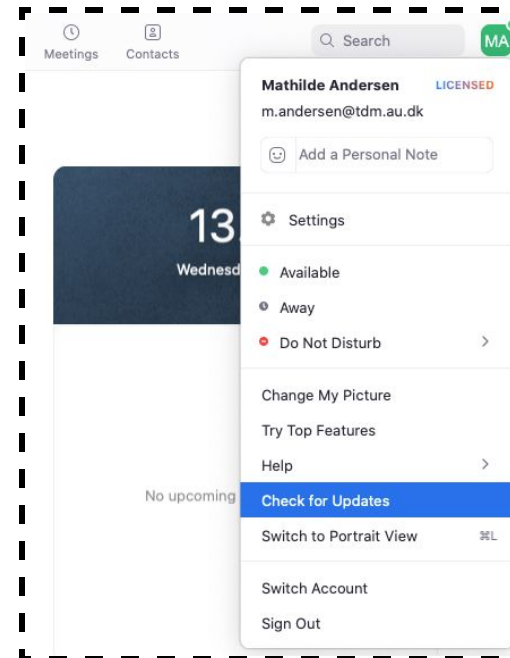 Meetings
Contacts
Search
MA
Mathilde Andersen LICENSED
m.andersen@tdm.au.dk
Add a Personal Note
13
Wednesd
Settings
Available
Away
Do Not Disturb
Change My Picture
Try Top Features
Help
No upcoming
Check for Updates
Switch to Portrait View ⌘L
Switch Account
Sign Out